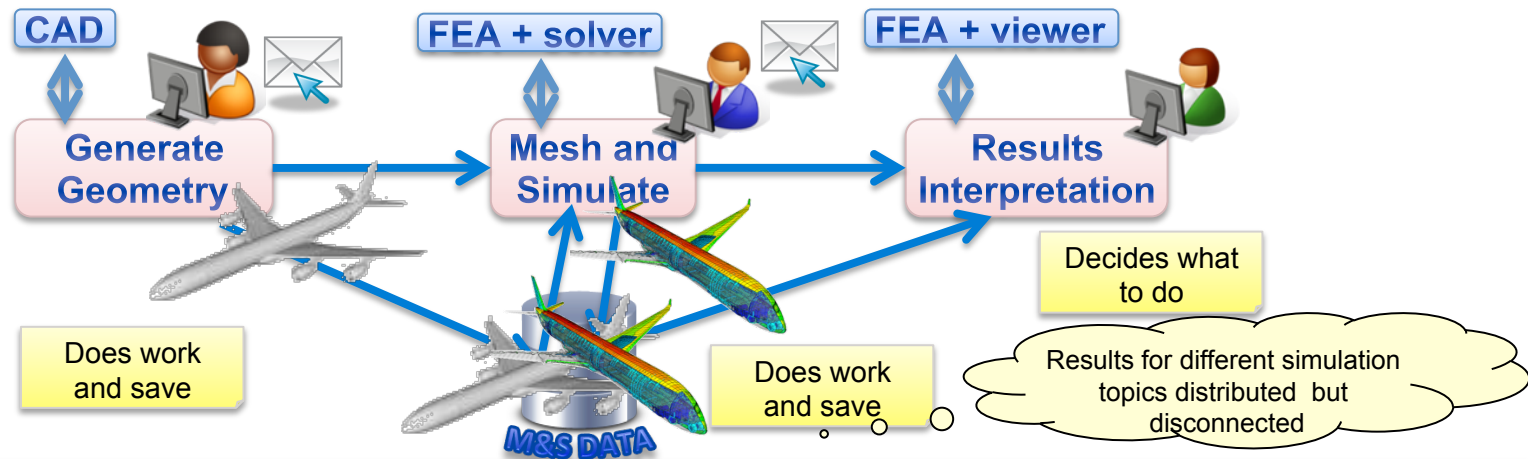 CAD
FEA + solver
FEA + viewer
Generate
Geometry
Mesh and
Simulate
Results
Interpretation
Does work
and save
M&S DATA
Does work
and save
Decides what
to do
Results for different simulation
topics distributed but
disconnected